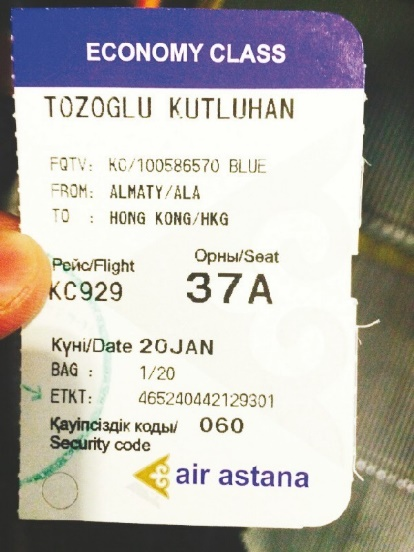 ECONOMY CLASS
TOZOGLU KUTLUHAN
FQTV: KC/100586570 BLUE
FROM: ALMATY/ALA
TO : HONG KONG/HKG
Рейс/Flight Орны/Seat
KC929 37A
Күні/Date 20JAN
BAG : 1/20
ETKT: 465240442129301
Қауіпсіздік коды/ 060
Security code
air astana